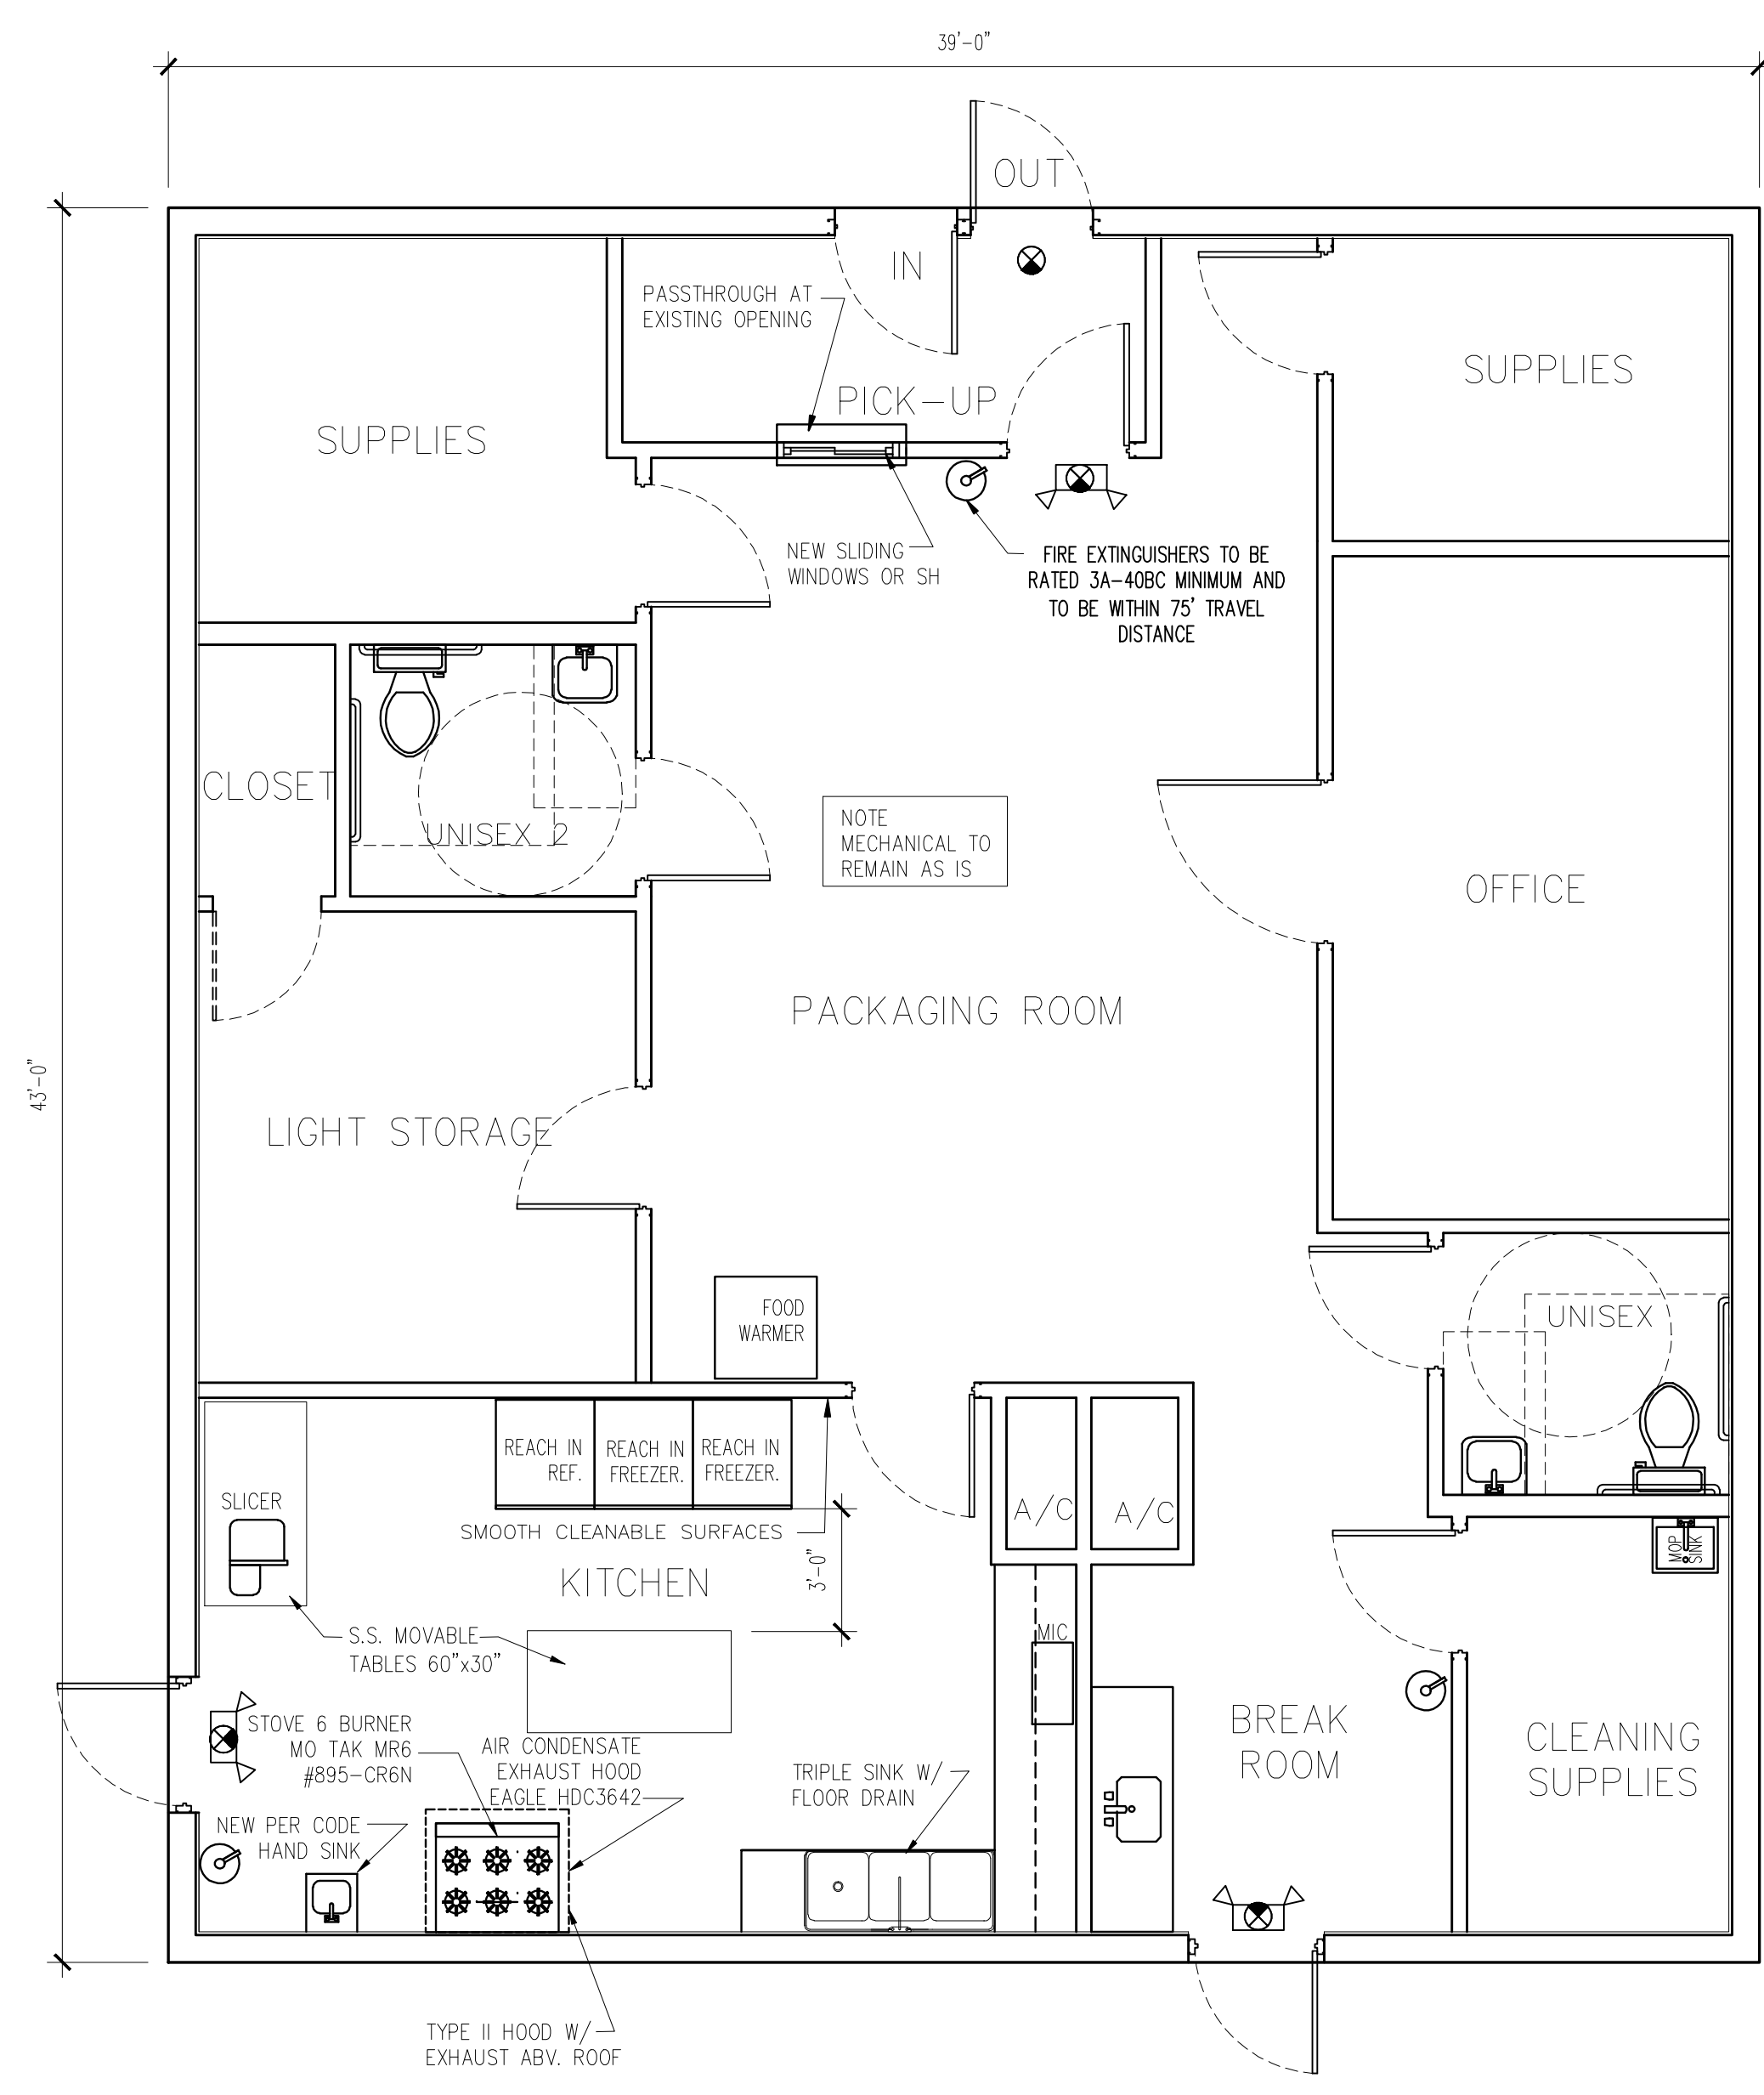 39'-0"
OUT
IN
PASSTHROUGH AT
EXISTING OPENING
PICK-UP
SUPPLIES
SUPPLIES
NEW SLIDING
WINDOWS OR SH
FIRE EXTINGUISHERS TO BE
RATED 3A-40BC MINIMUM AND
TO BE WITHIN 75' TRAVEL
DISTANCE
CLOSET
UNISEX 2
NOTE
MECHANICAL TO
REMAIN AS IS
OFFICE
PACKAGING ROOM
43'-0"
LIGHT STORAGE
FOOD
WARMER
UNISEX
REACH IN
REF.
REACH IN
FREEZER.
REACH IN
FREEZER.
SLICER
SMOOTH CLEANABLE SURFACES
A/C
A/C
MOP
SINK
KITCHEN
3'-0"
S.S. MOVABLE
TABLES 60"x30"
MIC
STOVE 6 BURNER
MO TAK MR6
#895-CR6N
AIR CONDENSATE
EXHAUST HOOD
EAGLE HDC3642
TRIPLE SINK W/
FLOOR DRAIN
BREAK
ROOM
CLEANING
SUPPLIES
NEW PER CODE
HAND SINK
TYPE II HOOD W/
EXHAUST ABV. ROOF